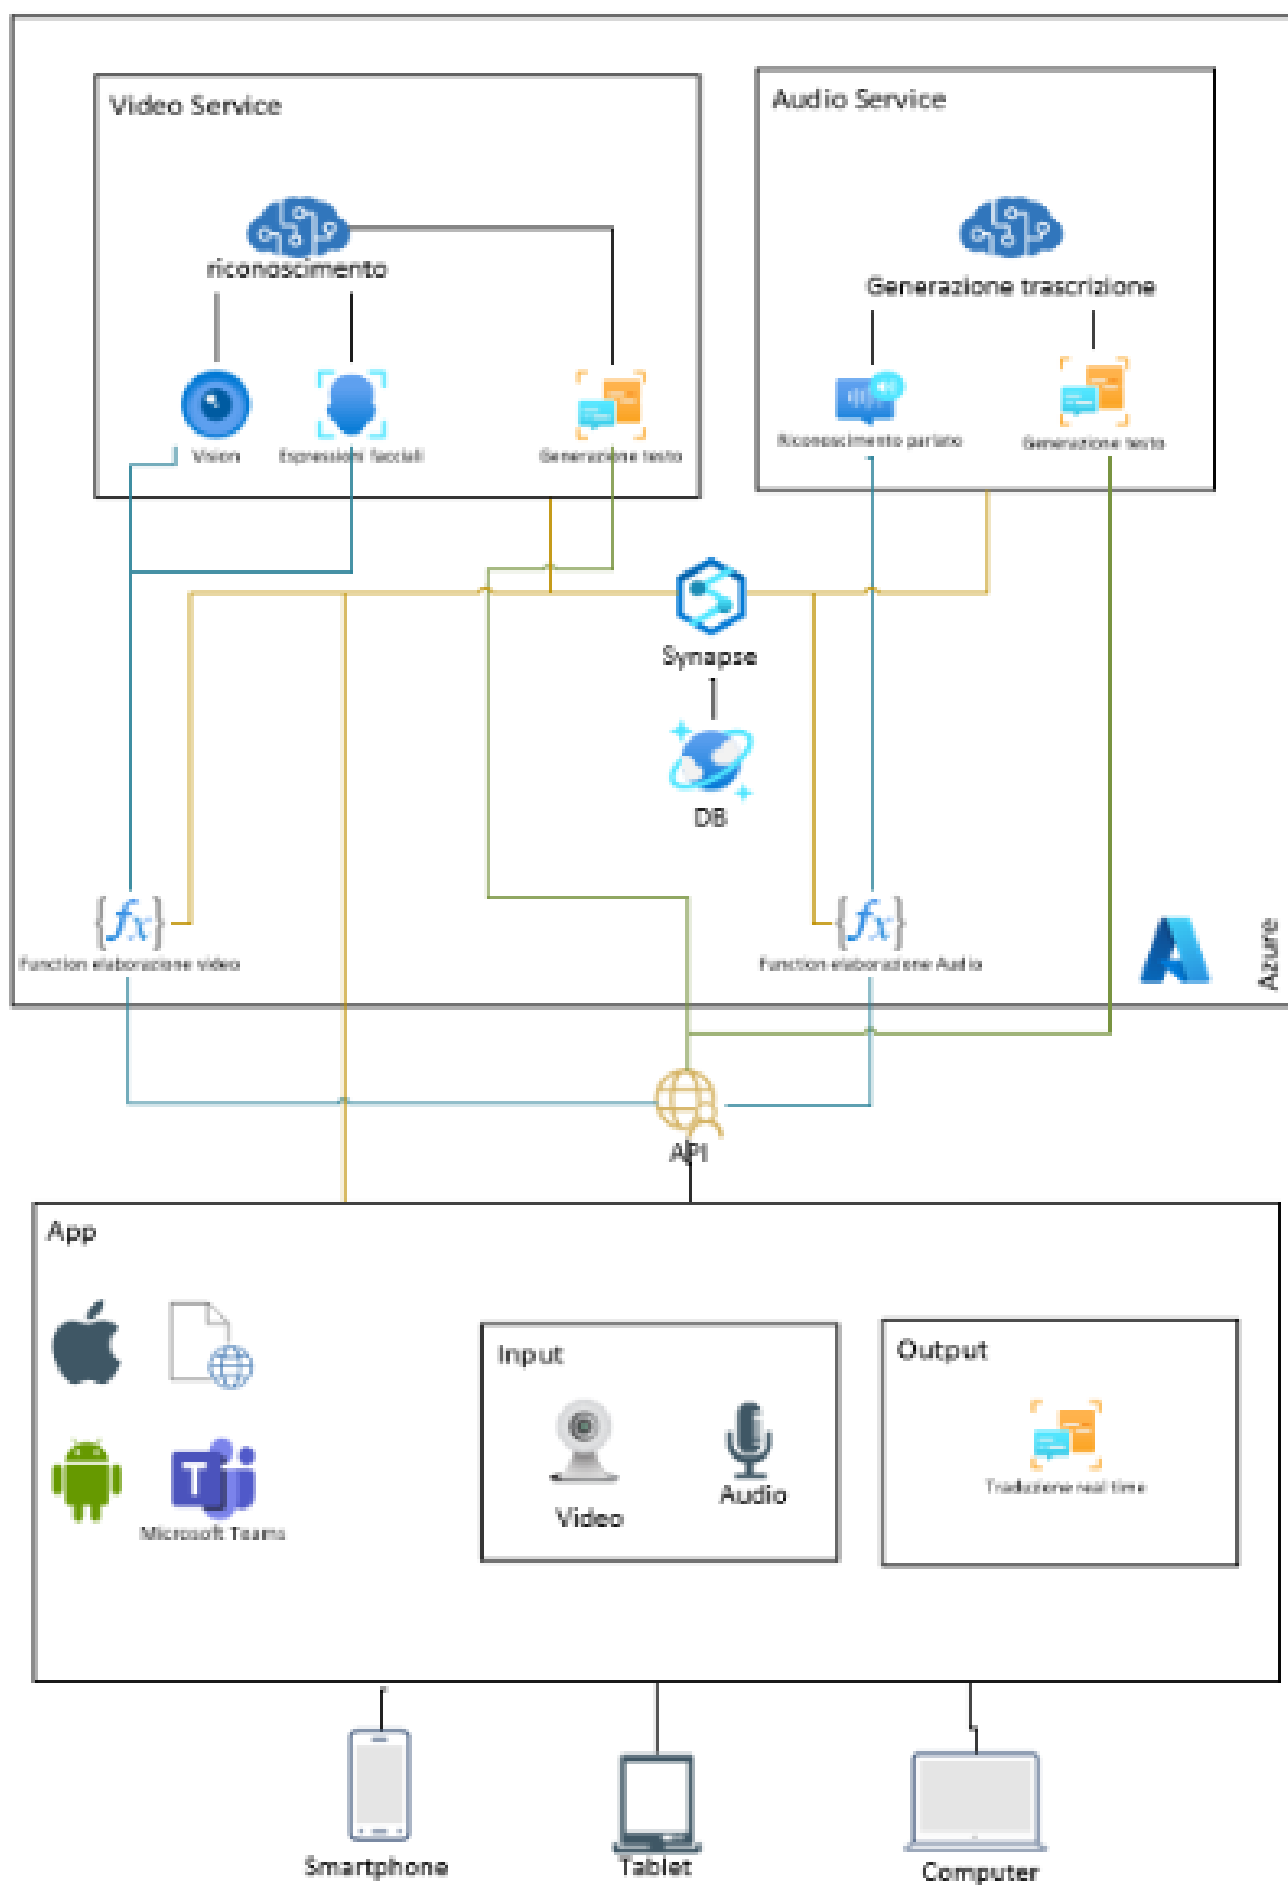 Video Service
Audio Service
riconoscimento
Generazione trascrizione
Vision
Espressioni facciali
Generazione testo
Riconoscimento parlato
Generazione testo
Synapse
DB
Function elaborazione video
Function elaborazione Audio
Azure
API
App
Input
Output
Video
Audio
Traduzione real time
Microsoft Teams
Smartphone
Tablet
Computer